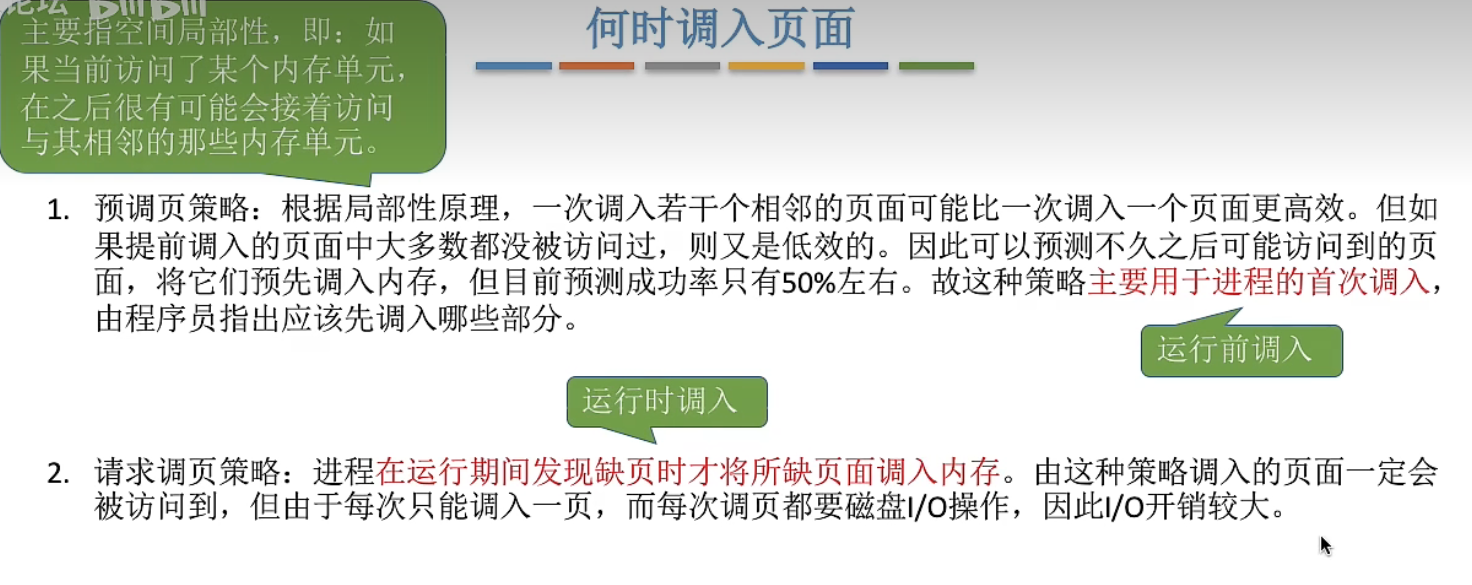 论坛 bilibili
主要指空间局部性，即：如
果当前访问了某个内存单元，
在之后很有可能会接着访问
与其相邻的那些内存单元。
何时调入页面
1. 预调页策略：根据局部性原理，一次调入若干个相邻的页面可能比一次调入一个页面更高效。但如
果提前调入的页面中大多数都没被访问过，则又是低效的。因此可以预测不久之后可能访问到的页
面，将它们预先调入内存，但目前预测成功率只有50%左右。故这种策略主要用于进程的首次调入，
由程序员指出应该先调入哪些部分。
运行前调入
运行时调入
2. 请求调页策略：进程在运行期间发现缺页时才将所缺页面调入内存。由这种策略调入的页面一定会
被访问到，但由于每次只能调入一页，而每次调页都要磁盘I/O操作，因此I/O开销较大。